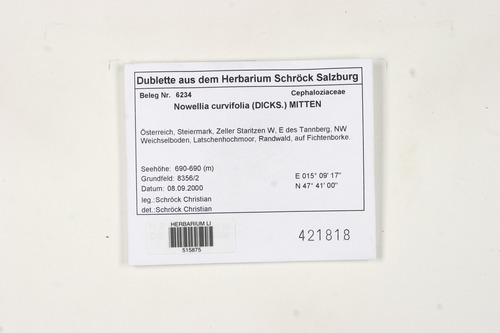 Dublette aus dem Herbarium Schröck Salzburg
Beleg Nr. 6234 Cephaloziaceae
Nowellia curvifolia (DICKS.) MITTEN
Österreich, Steiermark, Zeller Staritzen W, E des Tannberg, NW
Weichselboden, Latschenhochmoor, Randwald, auf Fichtenborke.
Seehöhe: 690-690 (m)
Grundfeld: 8356/2 E 015° 09' 17"
Datum: 08.09.2000 N 47° 41' 00"
leg.:Schröck Christian
det.:Schröck Christian
HERBARIUM LI
515875
421818